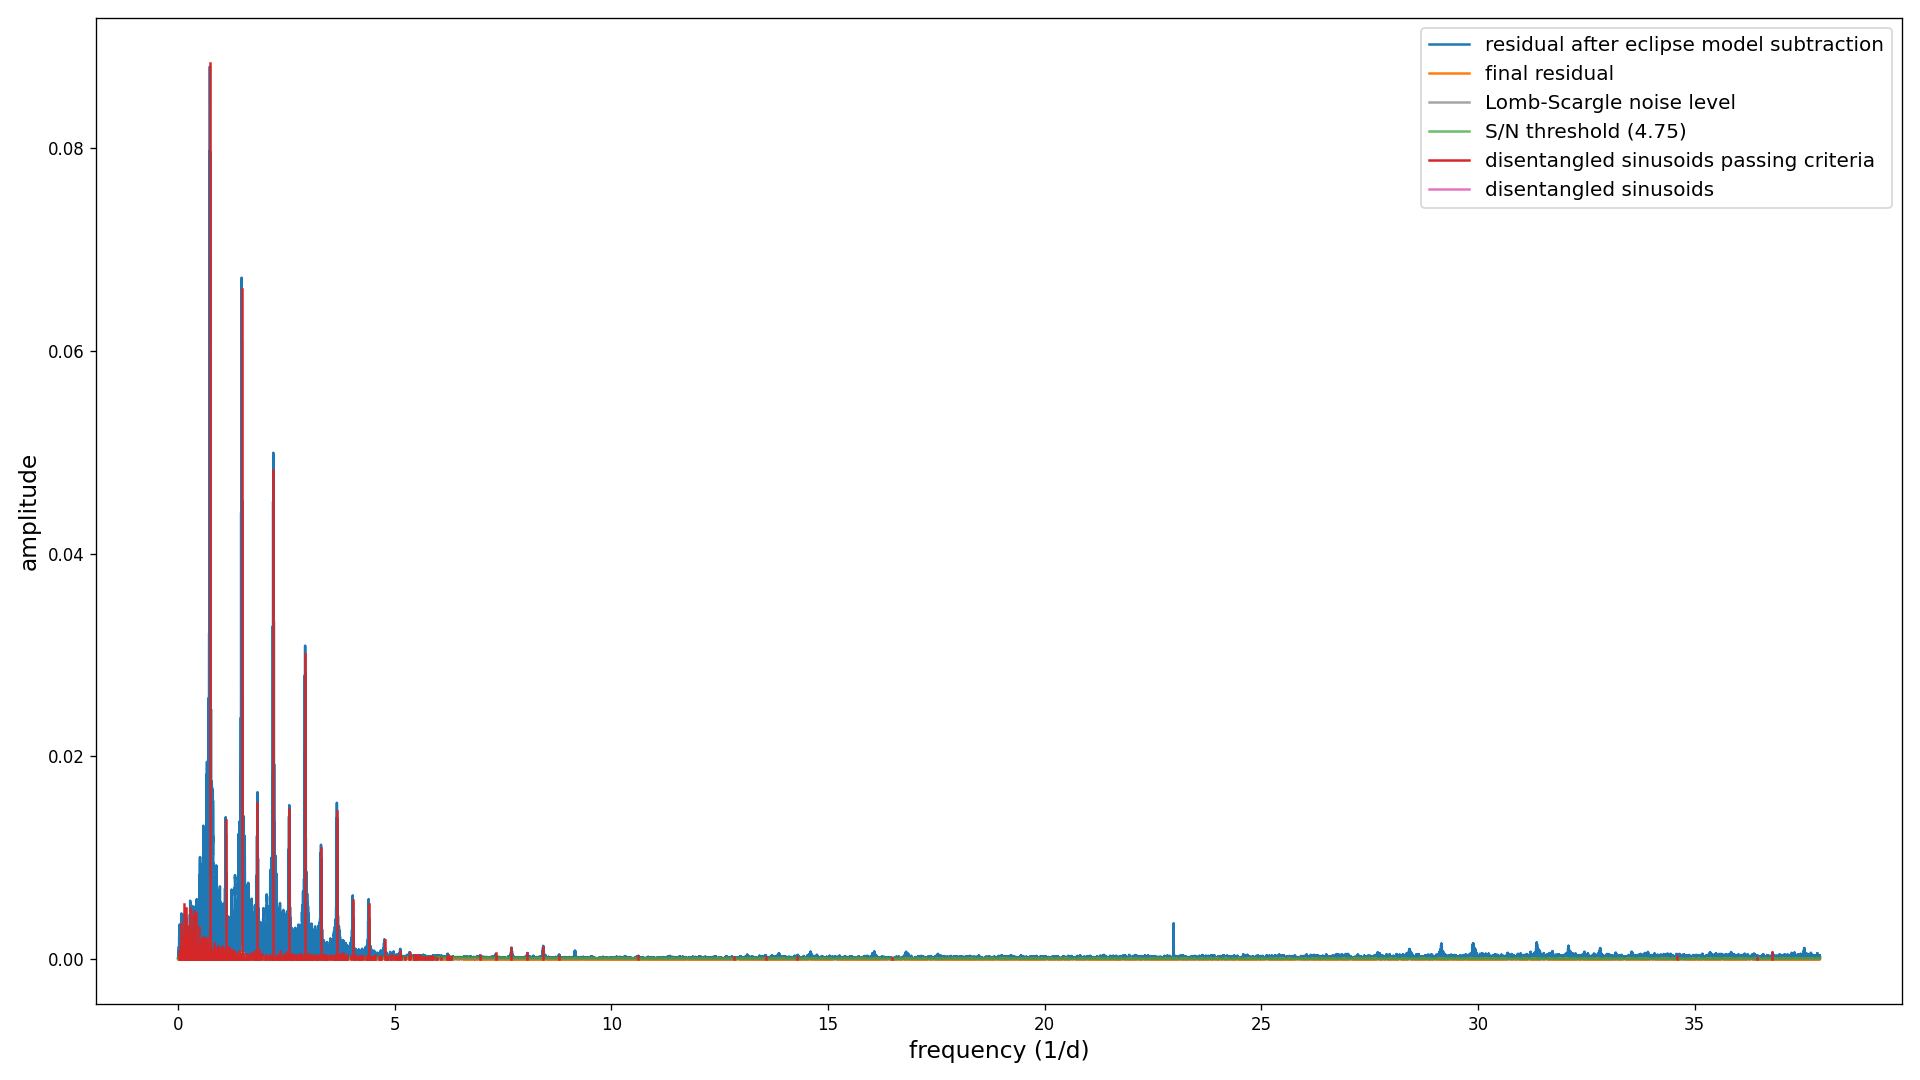 residual after eclipse model subtraction
final residual
Lomb-Scargle noise level
S/N threshold (4.75)
disentangled sinusoids passing criteria
disentangled sinusoids
amplitude
0.08
0.06
0.04
0.02
0.00
0 5 10 15 20 25 30 35
frequency (1/d)